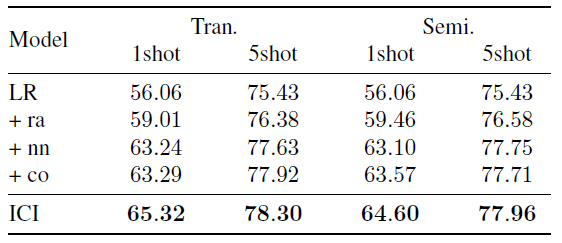 Model Tran. Semi.
1shot 5shot 1shot 5shot
LR 56.06 75.43 56.06 75.43
+ ra 59.01 76.38 59.46 76.58
+ nn 63.24 77.63 63.10 77.75
+ co 63.29 77.92 63.57 77.71
ICI 65.32 78.30 64.60 77.96